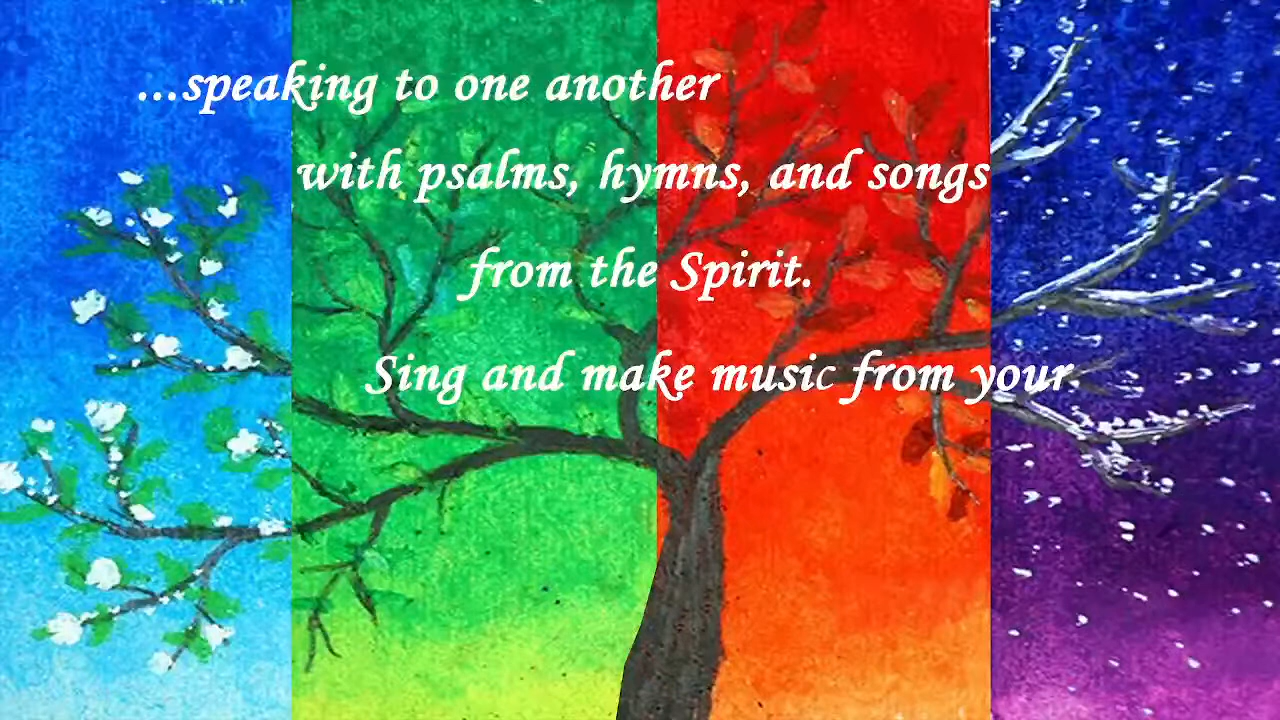 ...speaking to one another
with psalms, hymns, and songs
from the Spirit.
Sing and make music from your